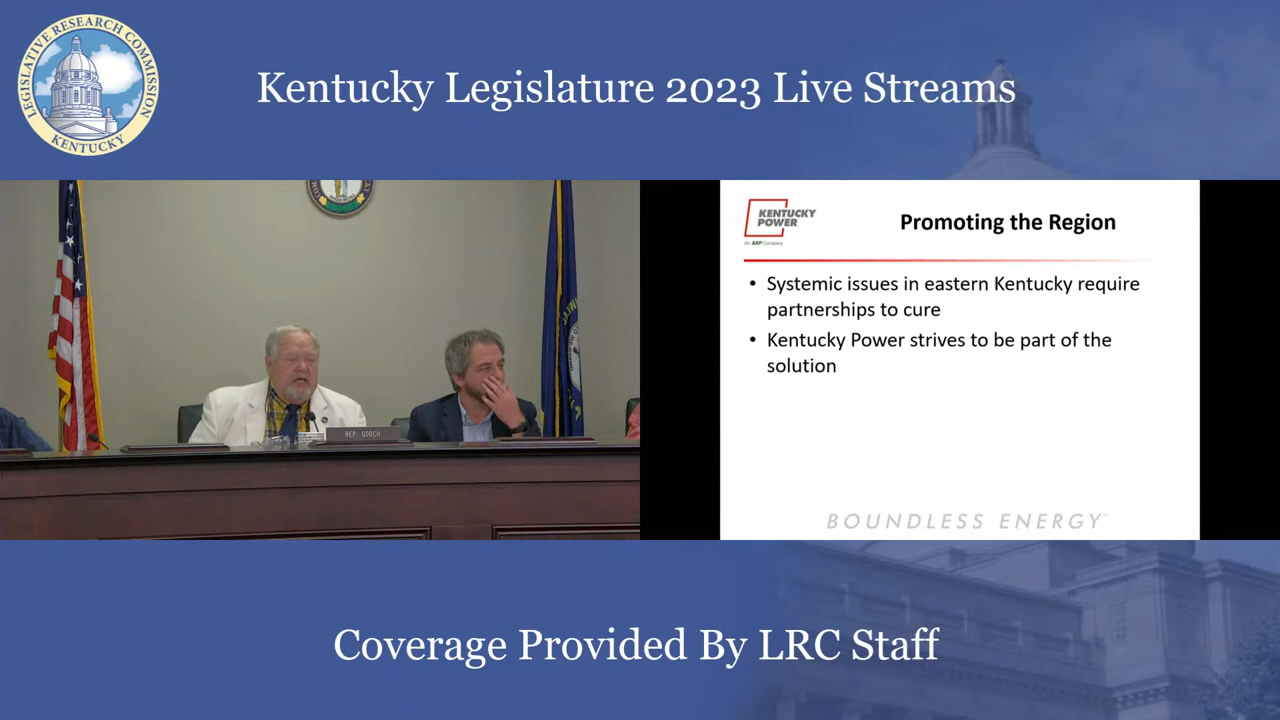 LEGISLATIVE RESEARCH COMMISSION
KENTUCKY
Kentucky Legislature 2023 Live Streams
REP. GOOCH
KENTUCKY
POWER
An AEP Company
Promoting the Region
• Systemic issues in eastern Kentucky require
partnerships to cure
• Kentucky Power strives to be part of the
solution
BOUNDLESS ENERGY™
Coverage Provided By LRC Staff